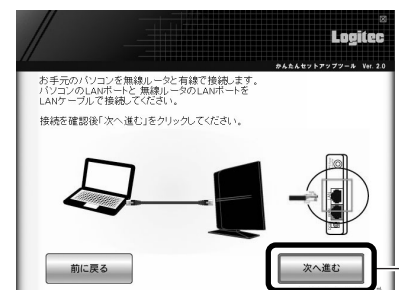 Logitec
かんたんセットアップツール Ver. 2.0
お手元のパソコンを無線ルータと有線で接続します。
パソコンのLANポートと 無線ルータのLANポートを
LANケーブルで接続してください。
接続を確認後「次へ進む」をクリックしてください。
前に戻る
次へ進む